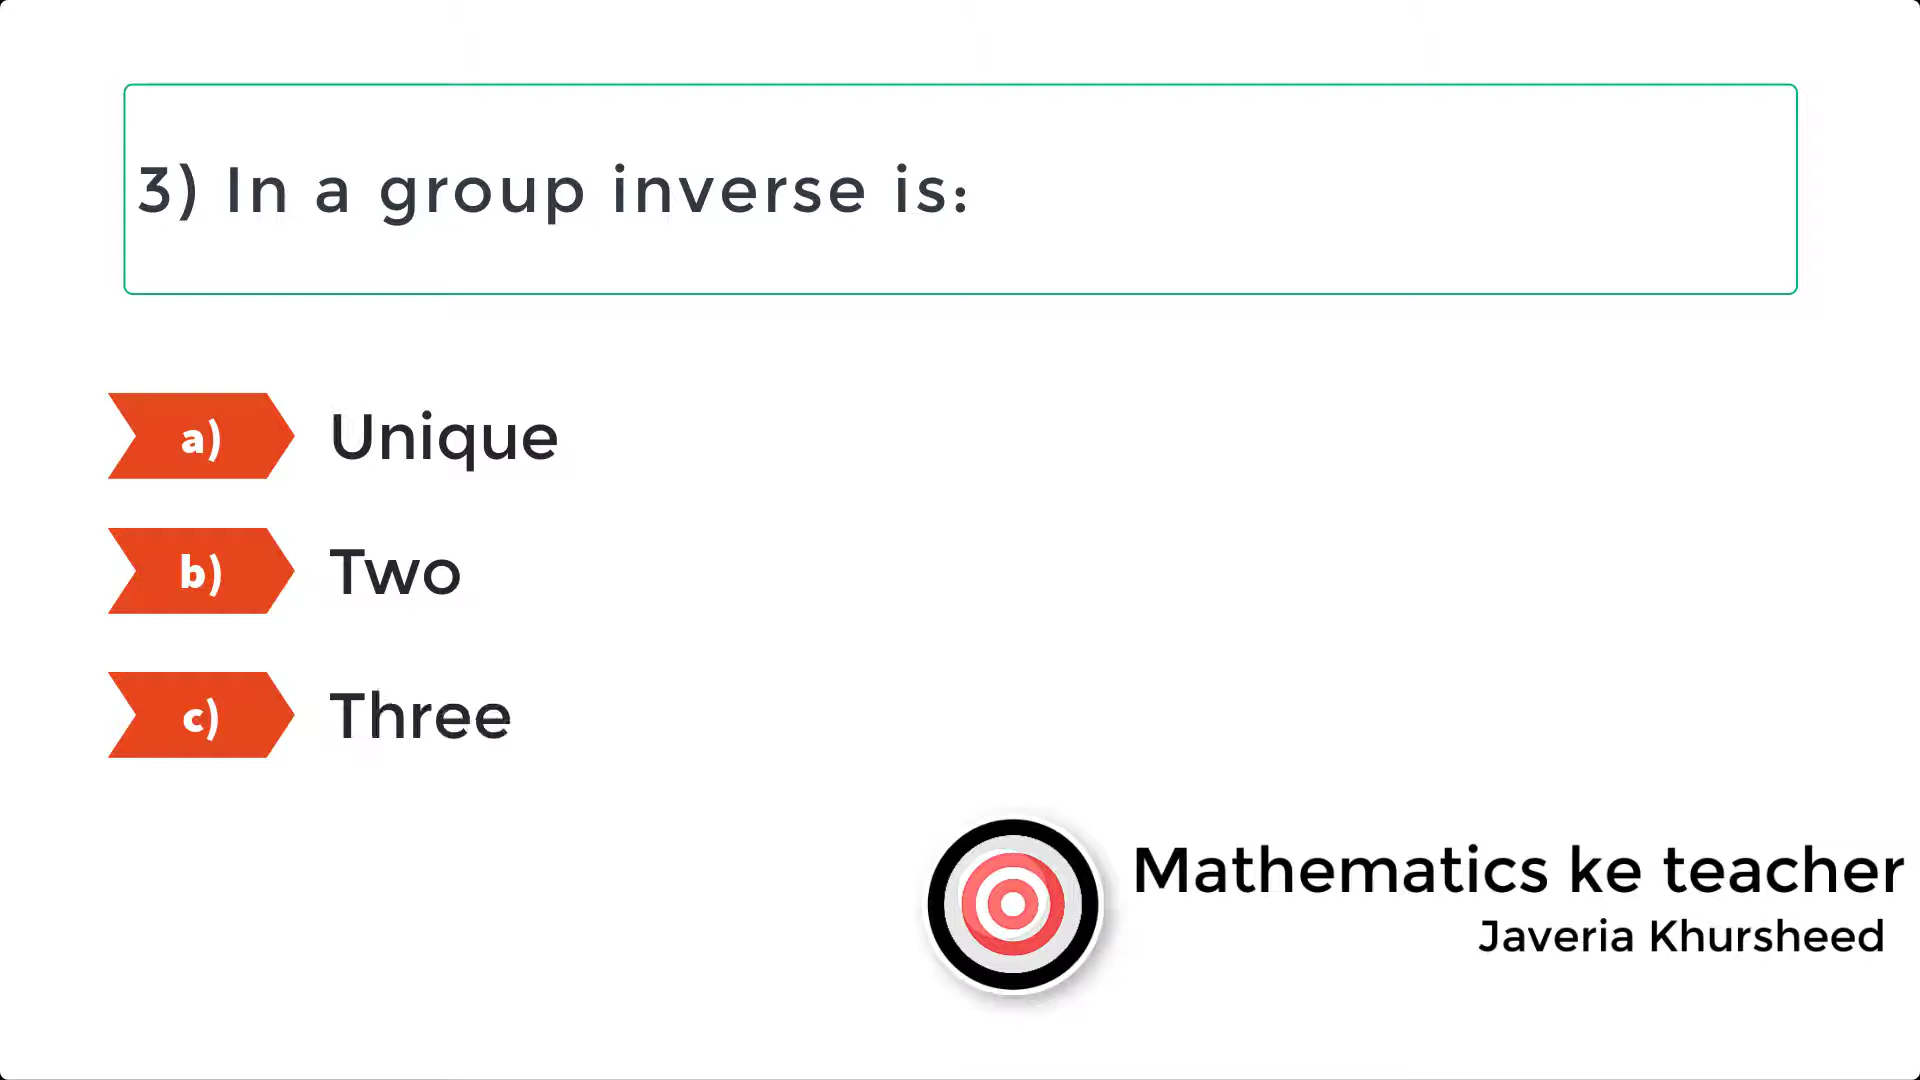 3) In a group inverse is:
a) Unique
b) Two
c) Three
Mathematics ke teacher
Javeria Khursheed